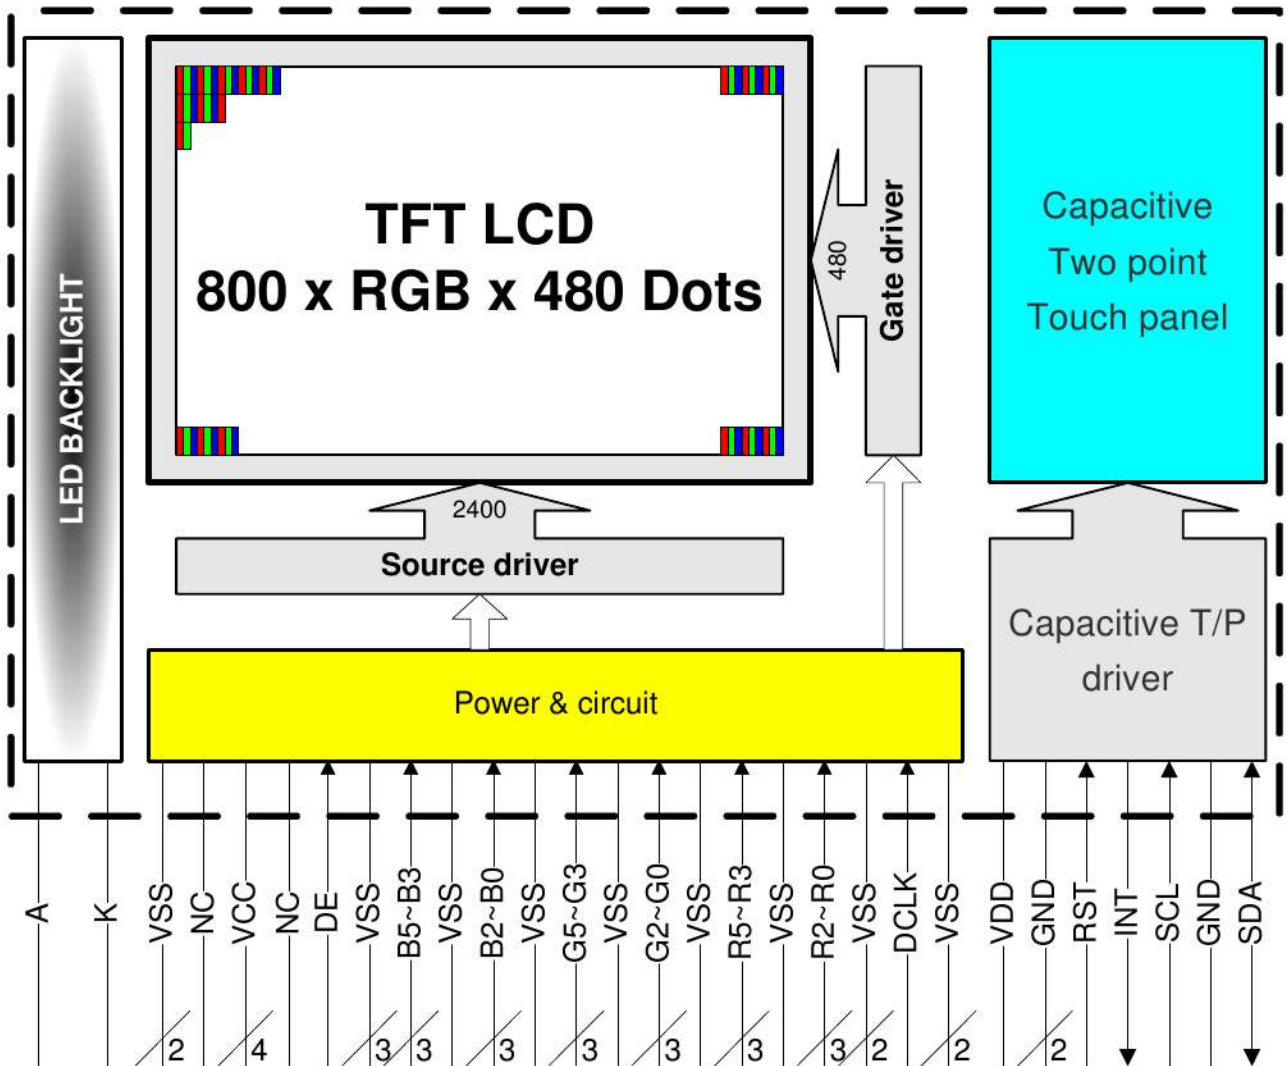 LED BACKLIGHT
TFT LCD
800 x RGB x 480 Dots
480
Gate driver
2400
Source driver
Power & circuit
Capacitive
Two point
Touch panel
Capacitive T/P
driver
A
K
VSS
NC
VCC
NC
DE
VSS
B5~B3
VSS
B2~B0
VSS
G5~G3
VSS
G2~G0
VSS
R5~R3
VSS
R2~R0
VSS
DCLK
VSS
VDD
GND
RST
INT
SCL
GND
SDA
2
4
3
3
3
3
3
3
3
2
2
2